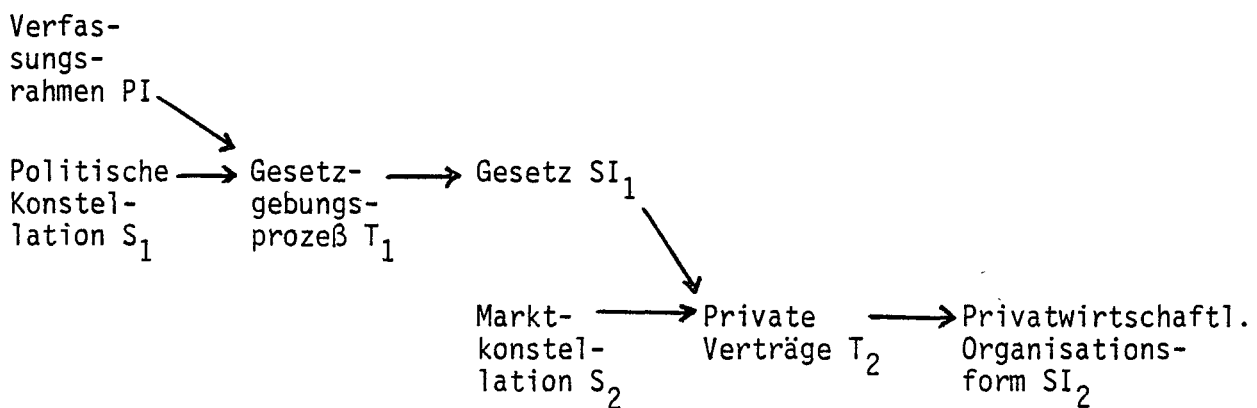 Verfas-
sungs-
rahmen PI
Politische
Konstel-
lation S₁
Gesetz-
gebungs-
prozeß T₁
Gesetz SI₁
Markt-
konstel-
lation S₂
Private
Verträge T₂
Privatwirtschaftl.
Organisations-
form SI₂